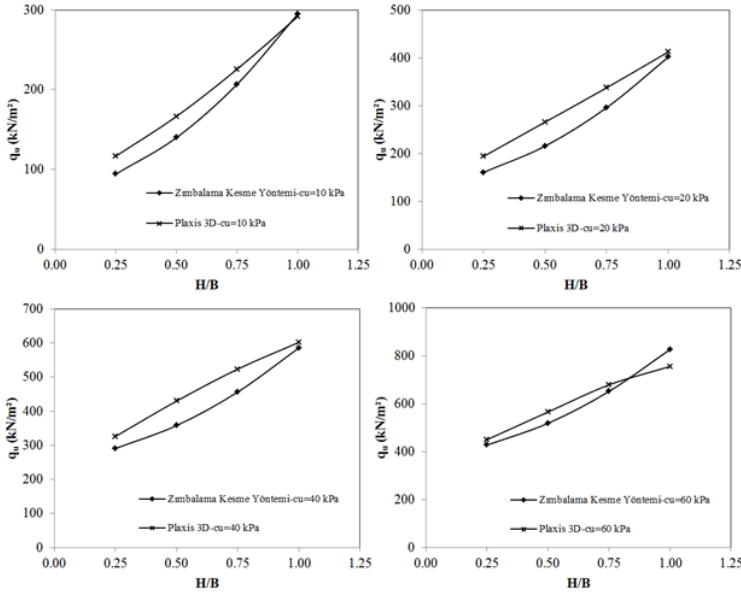 300
200
100
0
qu (kN/m²)
Zımbalama Kesme Yöntemi-cu=10 kPa
Plaxis 3D-cu=10 kPa
0.00 0.25 0.50 0.75 1.00 1.25
H/B
500
400
300
200
100
0
qu (kN/m²)
Zımbalama Kesme Yöntemi-cu=20 kPa
Plaxis 3D-cu=20 kPa
0.00 0.25 0.50 0.75 1.00 1.25
H/B
700
600
500
400
300
200
100
0
qu (kN/m²)
Zımbalama Kesme Yöntemi-cu=40 kPa
Plaxis 3D-cu=40 kPa
0.00 0.25 0.50 0.75 1.00 1.25
H/B
1000
800
600
400
200
0
qu (kN/m²)
Zımbalama Kesme Yöntemi-cu=60 kPa
Plaxis 3D-cu=60 kPa
0.00 0.25 0.50 0.75 1.00 1.25
H/B